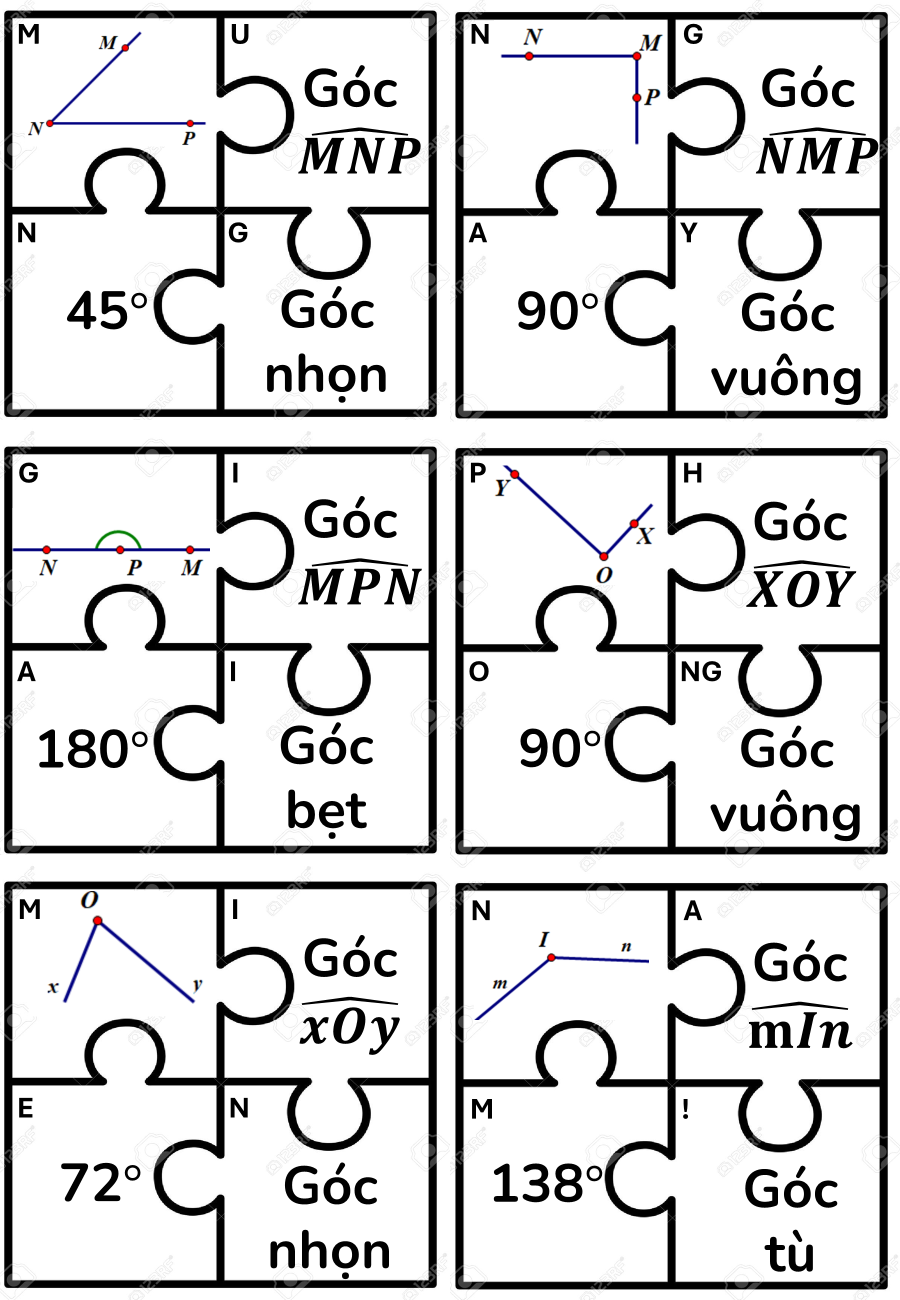 M
M
N
P
U
Góc
MNP
N
45°
G
Góc
nhọn
N
N
M
P
G
Góc
NMP
A
90°
Y
Góc
vuông
G
N
P
M
I
Góc
MPN
A
180°
I
Góc
bẹt
P
Y
X
O
H
Góc
XOY
O
90°
NG
Góc
vuông
M
O
x
y
I
Góc
xOy
E
72°
N
Góc
nhọn
N
I
n
m
A
Góc
mIn
M
138°
!
Góc
tù